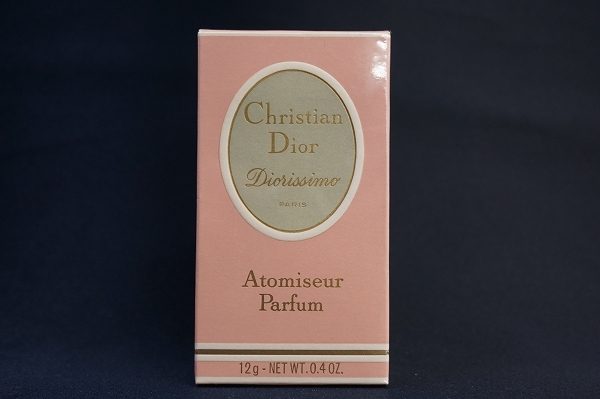 Christian
Dior
Diorissimo
PARIS
Atomiseur
Parfum
12g - NET WT. 0.4 OZ.